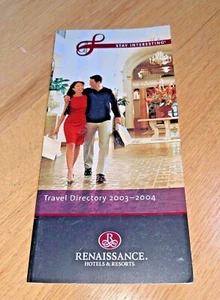 STAY INTERESTING®
Travel Directory 2003–2004
R
RENAISSANCE®
HOTELS & RESORTS